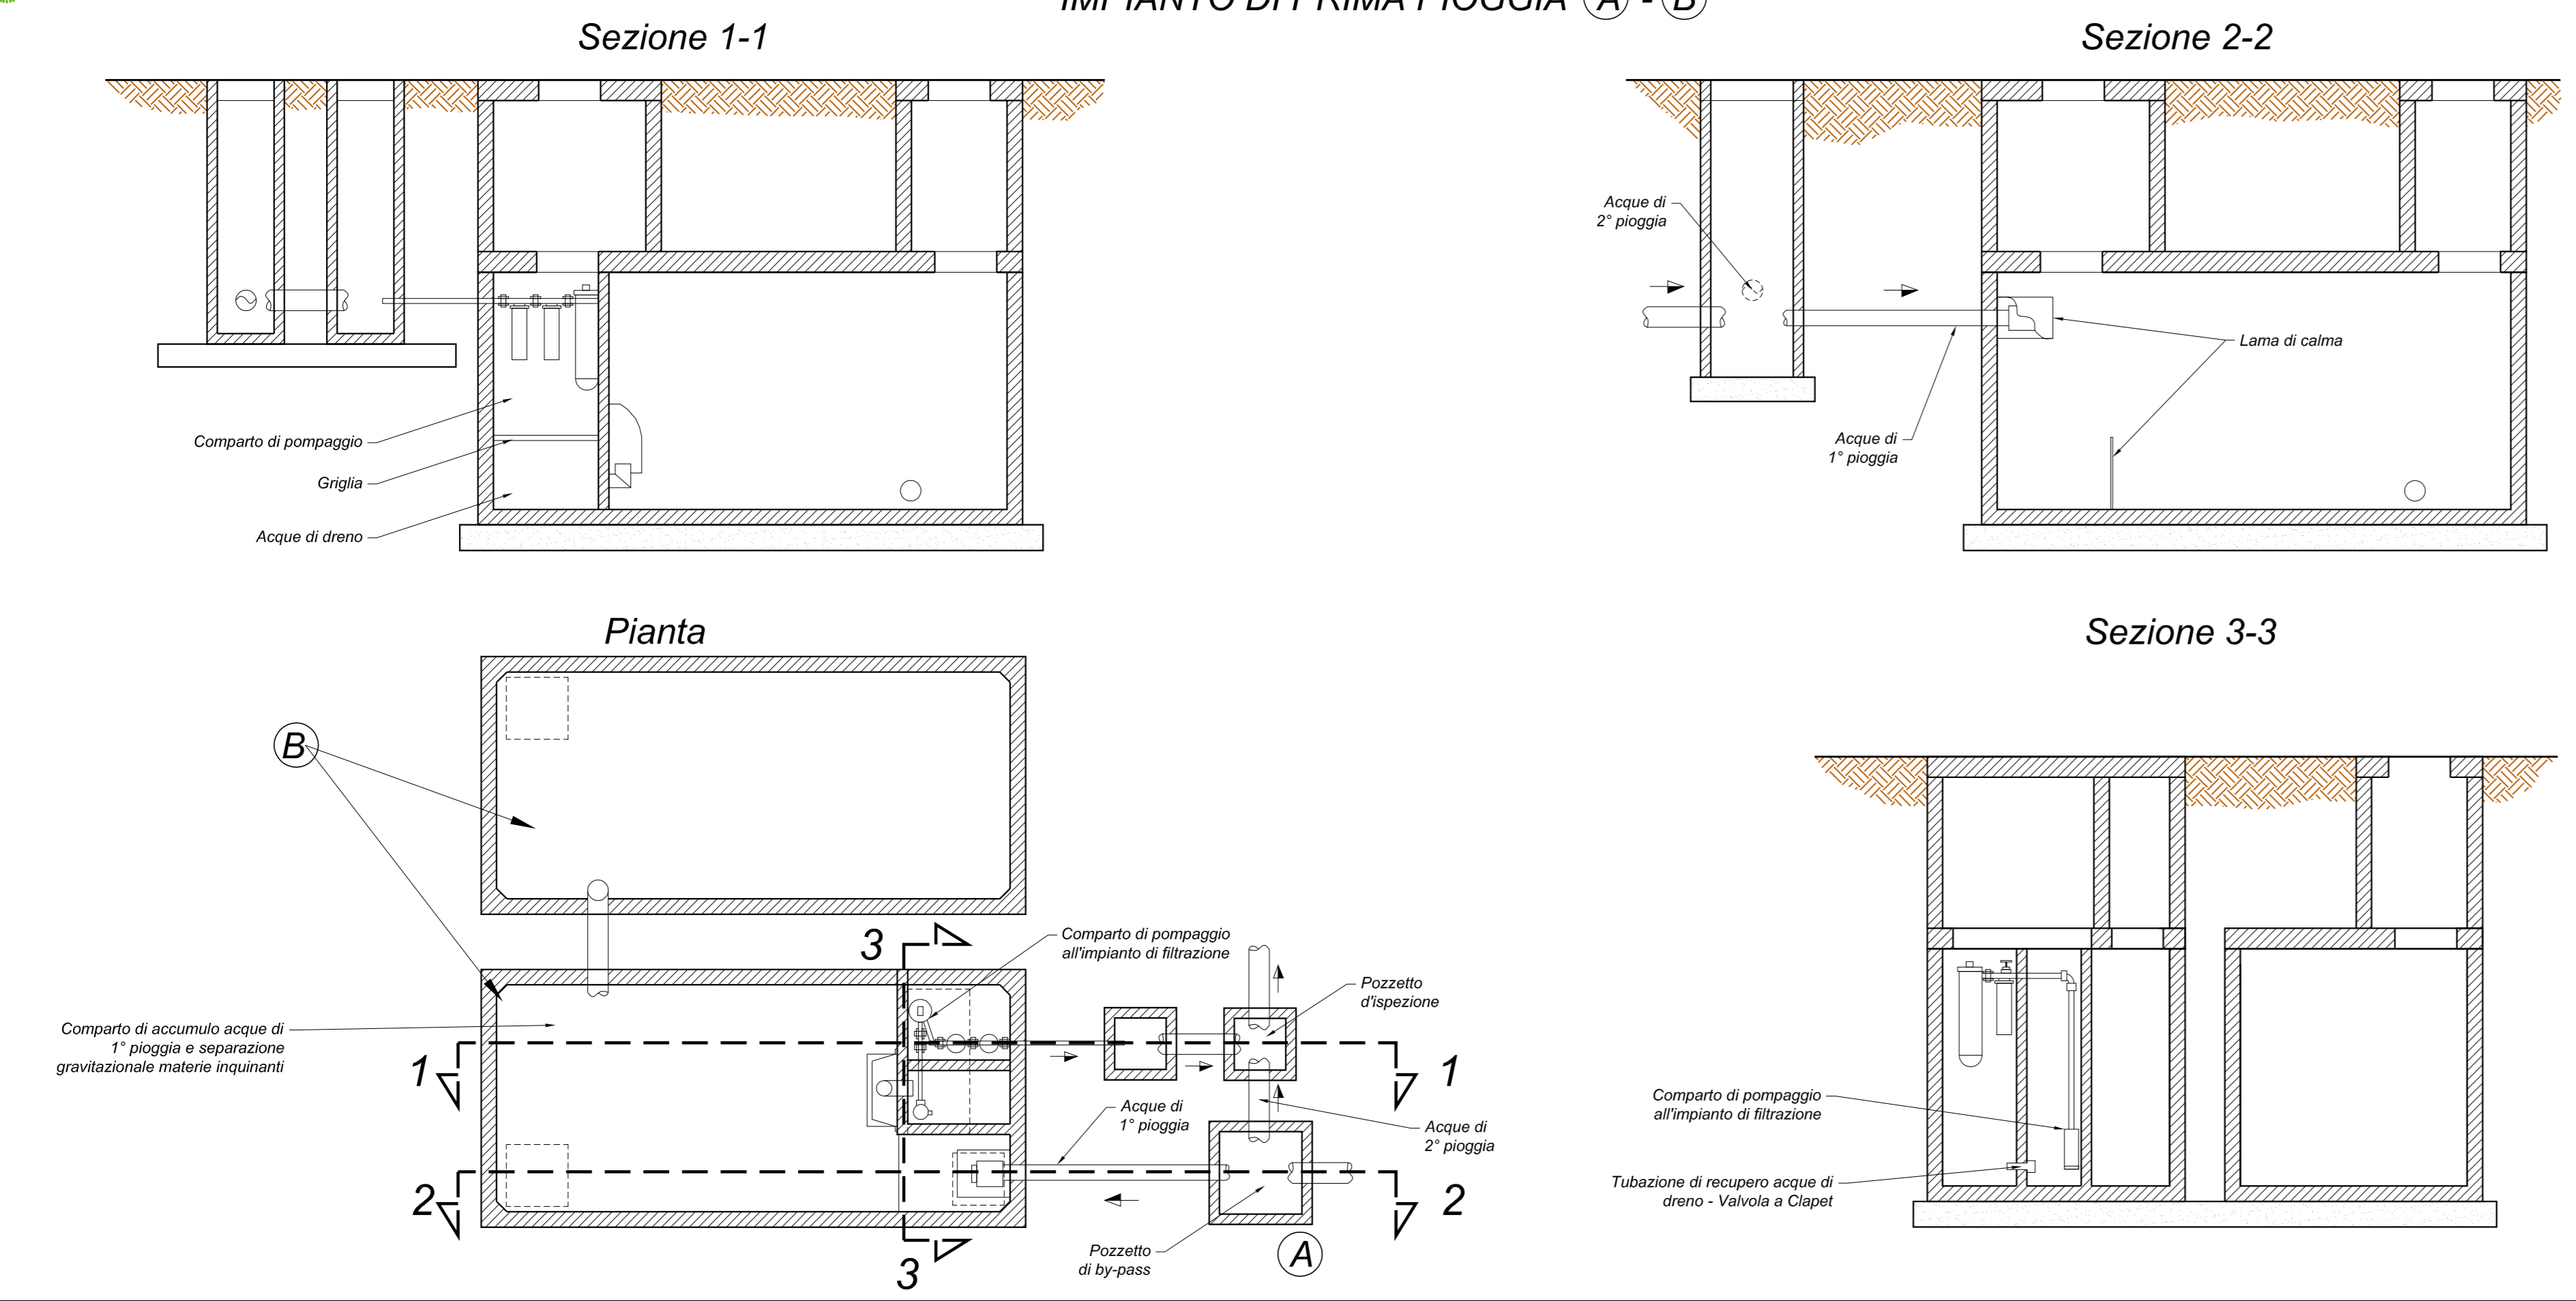 IMPIANTO DI PRIMA PIOGGIA A - B
Sezione 1-1
Comparto di pompaggio
Griglia
Acque di dreno
Sezione 2-2
Acque di
2° pioggia
Lama di calma
Acque di
1° pioggia
Pianta
B
3
Comparto di pompaggio
all'impianto di filtrazione
Pozzetto
d'ispezione
Comparto di accumulo acque di
1° pioggia e separazione
gravitazionale materie inquinanti
1
1
Acque di
1° pioggia
Acque di
2° pioggia
2
2
Pozzetto
di by-pass
A
3
Sezione 3-3
Comparto di pompaggio
all'impianto di filtrazione
Tubazione di recupero acque di
dreno - Valvola a Clapet